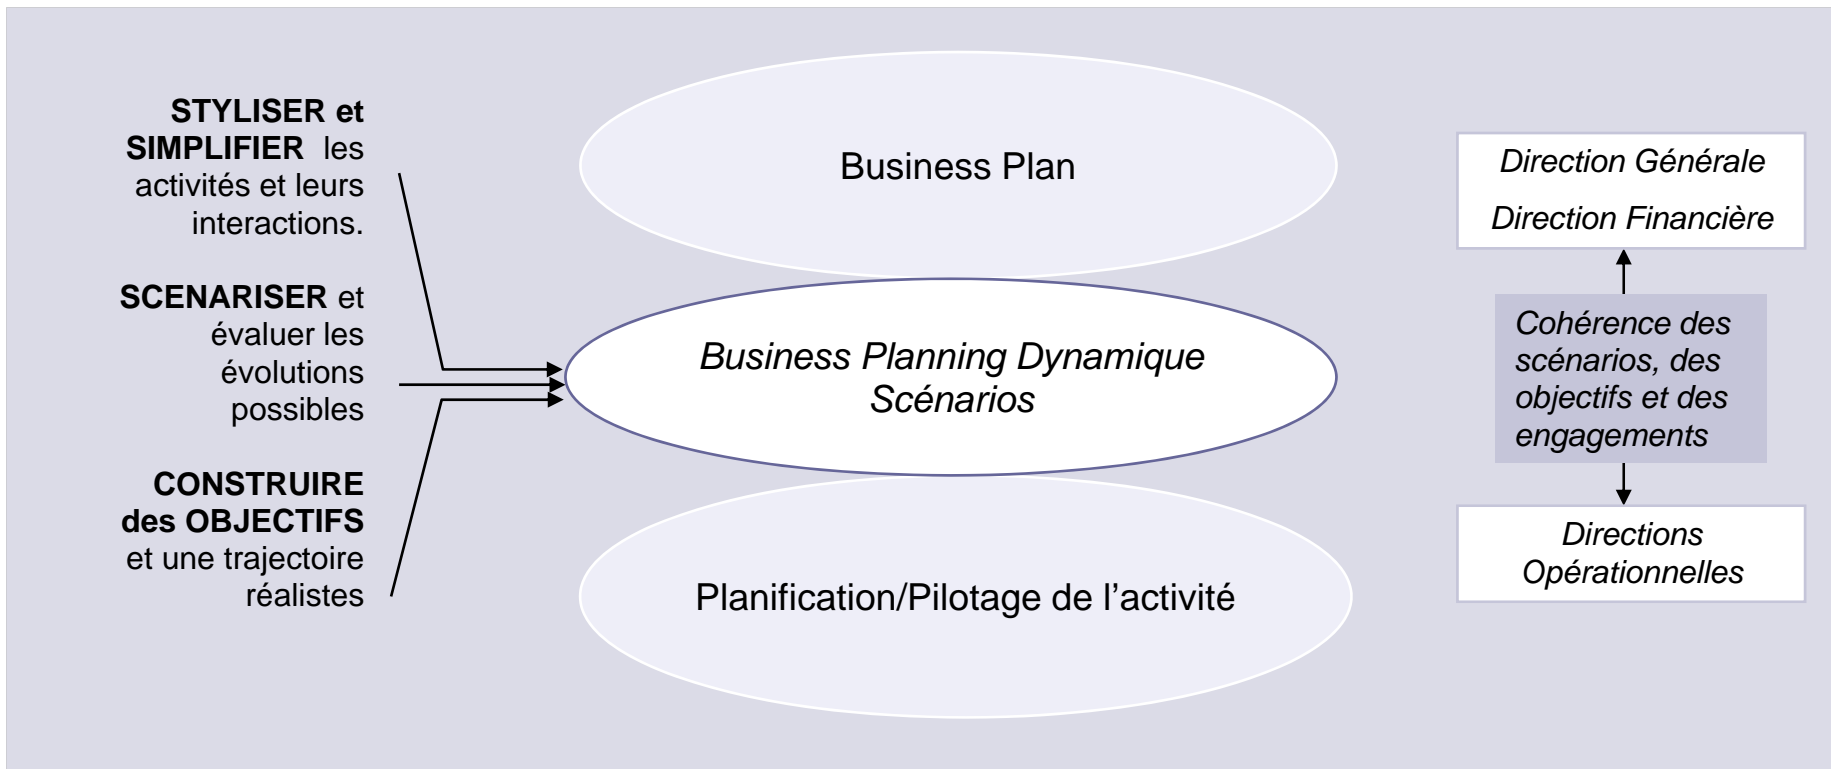 STYLISER et
SIMPLIFIER les
activités et leurs
interactions.
SCENARISER et
évaluer les
évolutions
possibles
CONSTRUIRE
des OBJECTIFS
et une trajectoire
réalistes
Business Plan
Business Planning Dynamique
Scénarios
Planification/Pilotage de l’activité
Direction Générale
Direction Financière
Cohérence des
scénarios, des
objectifs et des
engagements
Directions
Opérationnelles